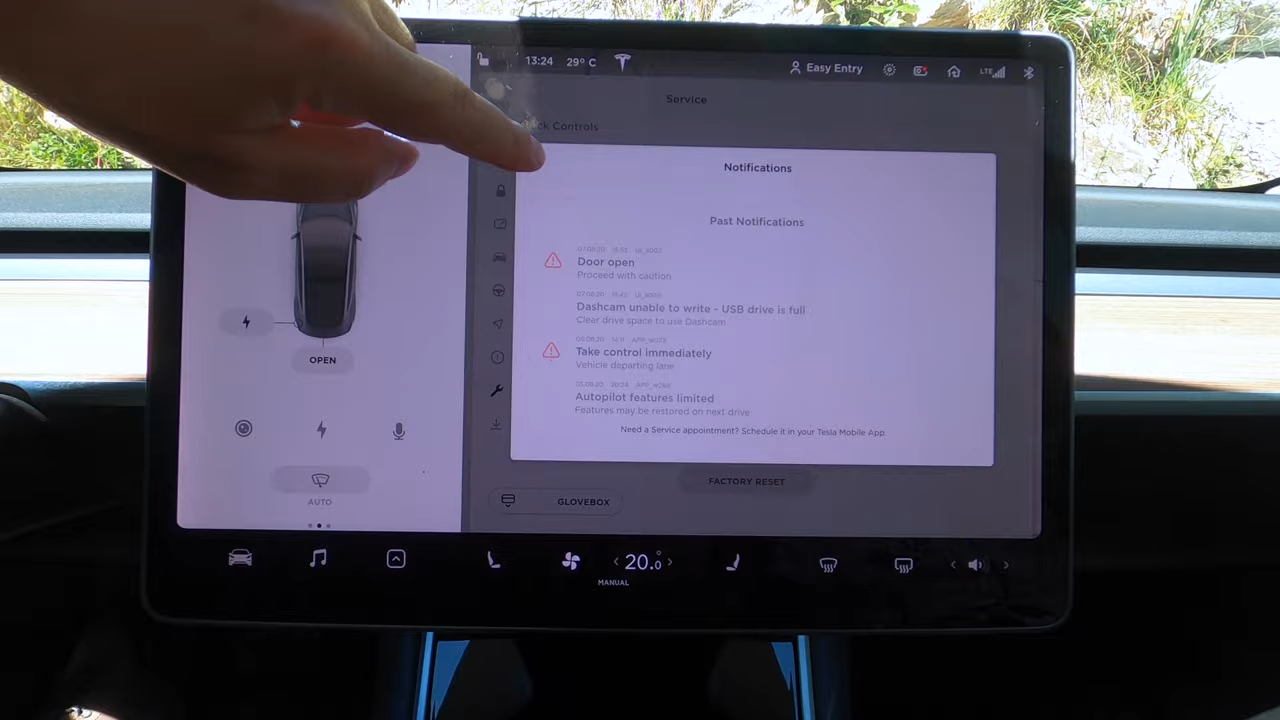 13:24 29° C Easy Entry LTE
Service
ck Controls
Notifications
Past Notifications
Door open
Proceed with caution
Dashcam unable to write - USB drive is full
Clear drive space to use Dashcam
Take control immediately
Vehicle departing lane
Autopilot features limited
Features may be restored on next drive
Need a Service appointment? Schedule it in your Tesla Mobile App.
FACTORY RESET
GLOVEBOX
OPEN
AUTO
20.0
MANUAL